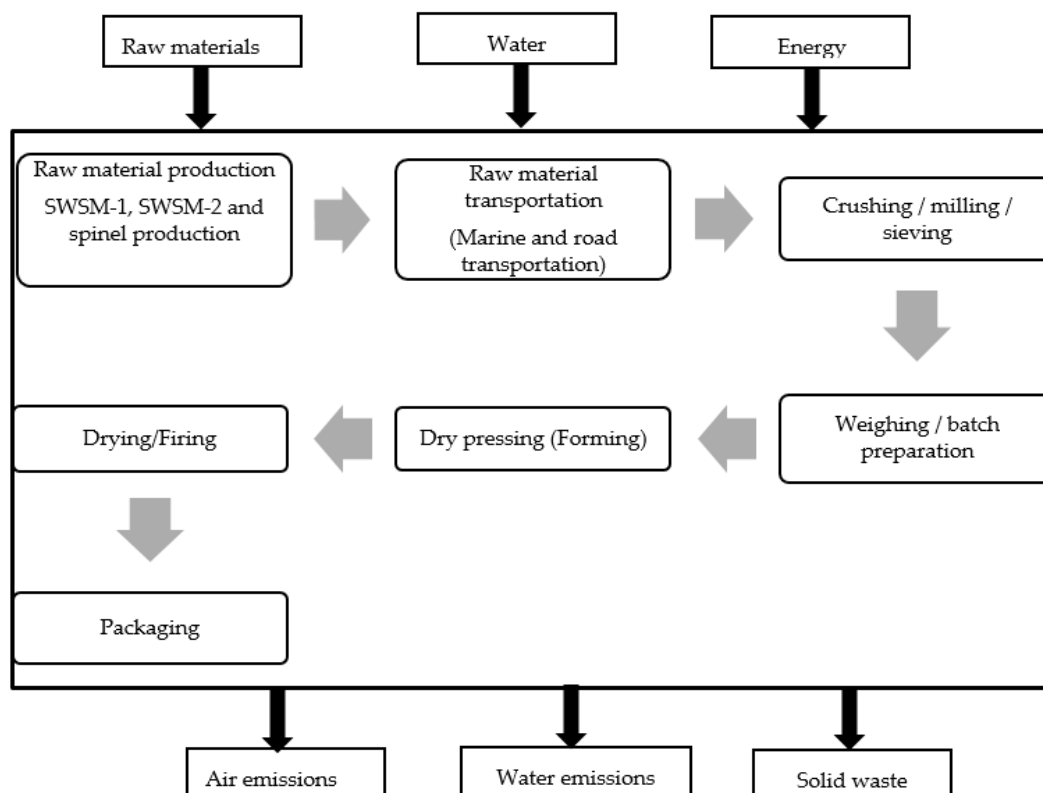 Raw materials
Water
Energy
Raw material production
SWSM-1, SWSM-2 and
spinel production
Raw material
transportation
(Marine and road
transportation)
Crushing / milling /
sieving
Drying/Firing
Dry pressing (Forming)
Weighing / batch
preparation
Packaging
Air emissions
Water emissions
Solid waste